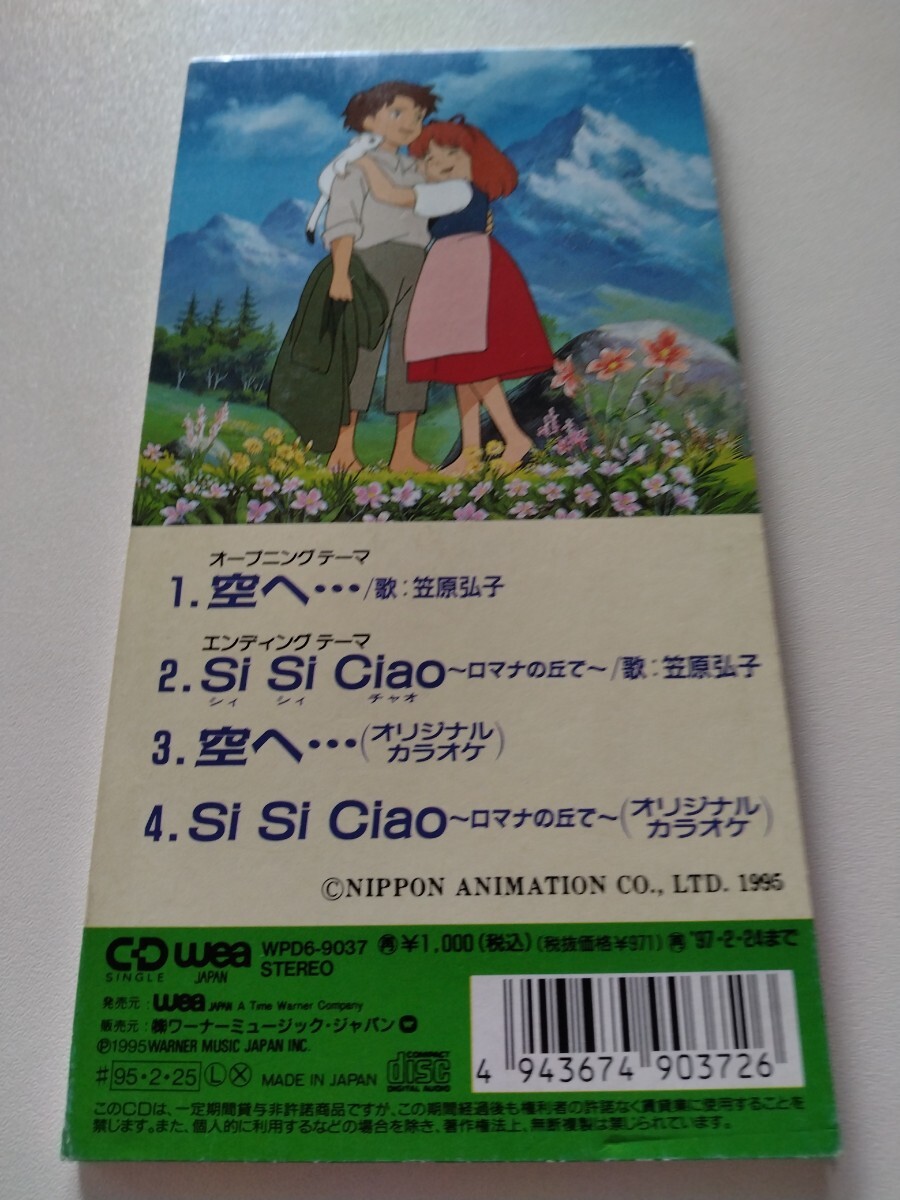 オープニングテーマ
1.空へ…/歌:笠原弘子
エンディングテーマ
2.Si Si Ciao～ロマナの丘で～/歌:笠原弘子
シィ シィ チャオ
3.空へ…(オリジナルカラオケ)
4.Si Si Ciao～ロマナの丘で～(オリジナルカラオケ)
©NIPPON ANIMATION CO., LTD. 1995
CD SINGLE wea JAPAN WPD6-9037 STEREO ㋮¥1,000(税込)(税抜価格¥971)㋮'97・2・24まで
発売元:wea JAPAN A Time Warner Company
販売元:㈱ワーナーミュージック・ジャパン
Ⓟ1995WARNER MUSIC JAPAN INC.
♯95・2・25 Ⓛ Ⓧ MADE IN JAPAN COMPACT disc DIGITAL AUDIO
4 943674 903726
このCDは、一定期間貸与非許諾商品ですが、この期間経過後も権利者の許諾なく賃貸業に使用することを
禁じます。また、個人的に利用するなどの場合を除き、著作権法上、無断複製は禁じられています。